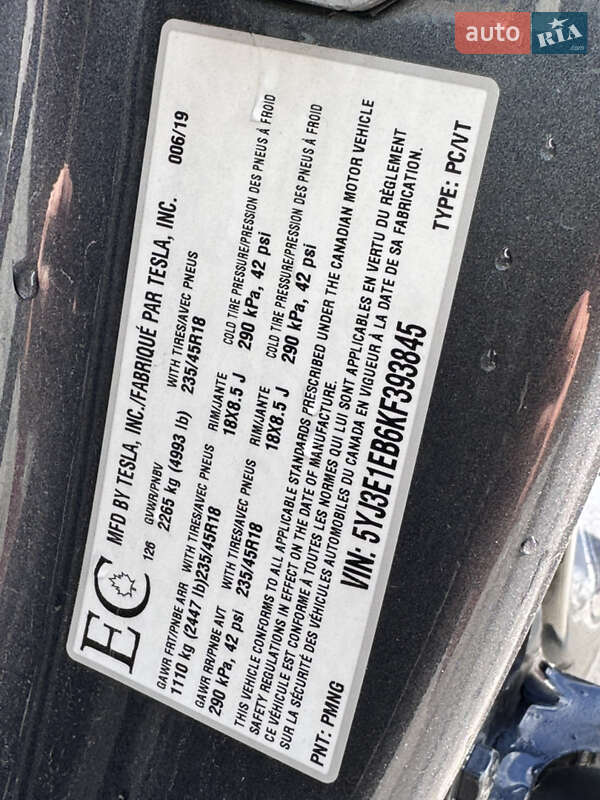 auto RIA.com
EC MFD BY TESLA, INC./FABRIQUÉ PAR TESLA, INC. 006/19
126 GVWR/PNBV WITH TIRES/AVEC PNEUS
2265 kg (4993 lb) 235/45R18
GAWR FRT/PNBE ARR WITH TIRES/AVEC PNEUS RIM/JANTE COLD TIRE PRESSURE/PRESSION DES PNEUS À FROID
1110 kg (2447 lb)235/45R18 18X8.5 J 290 kPa, 42 psi
GAWR RR/PNBE AVT WITH TIRES/AVEC PNEUS RIM/JANTE COLD TIRE PRESSURE/PRESSION DES PNEUS À FROID
290 kPa, 42 psi 235/45R18 18X8.5 J 290 kPa, 42 psi
THIS VEHICLE CONFORMS TO ALL APPLICABLE STANDARDS PRESCRIBED UNDER THE CANADIAN MOTOR VEHICLE
SAFETY REGULATIONS IN EFFECT ON THE DATE OF MANUFACTURE.
CE VÉHICULE EST CONFORME À TOUTES LES NORMES QUI LUI SONT APPLICABLES EN VERTU DU RÈGLEMENT
SUR LA SÉCURITÉ DES VÉHICULES AUTOMOBILES DU CANADA EN VIGUEUR À LA DATE DE SA FABRICATION.
VIN: 5YJ3E1EB6KF393845
PNT: PMNG TYPE: PC/VT